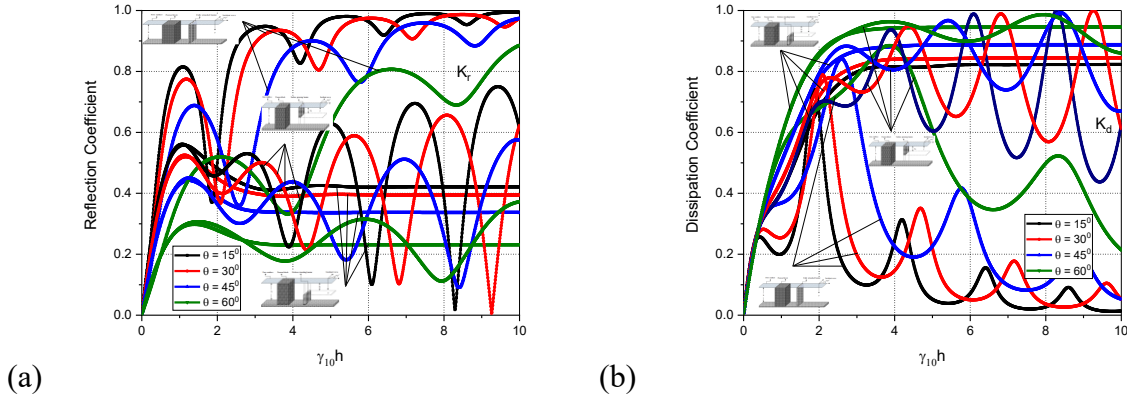 1.0
0.8
0.6
0.4
0.2
0.0
Reflection Coefficient
K_r
θ = 15⁰
θ = 30⁰
θ = 45⁰
θ = 60⁰
0 2 4 6 8 10
γ₁₀h
(a)
1.0
0.8
0.6
0.4
0.2
0.0
Dissipation Coefficient
K_d
θ = 15⁰
θ = 30⁰
θ = 45⁰
θ = 60⁰
0 2 4 6 8 10
γ₁₀h
(b)